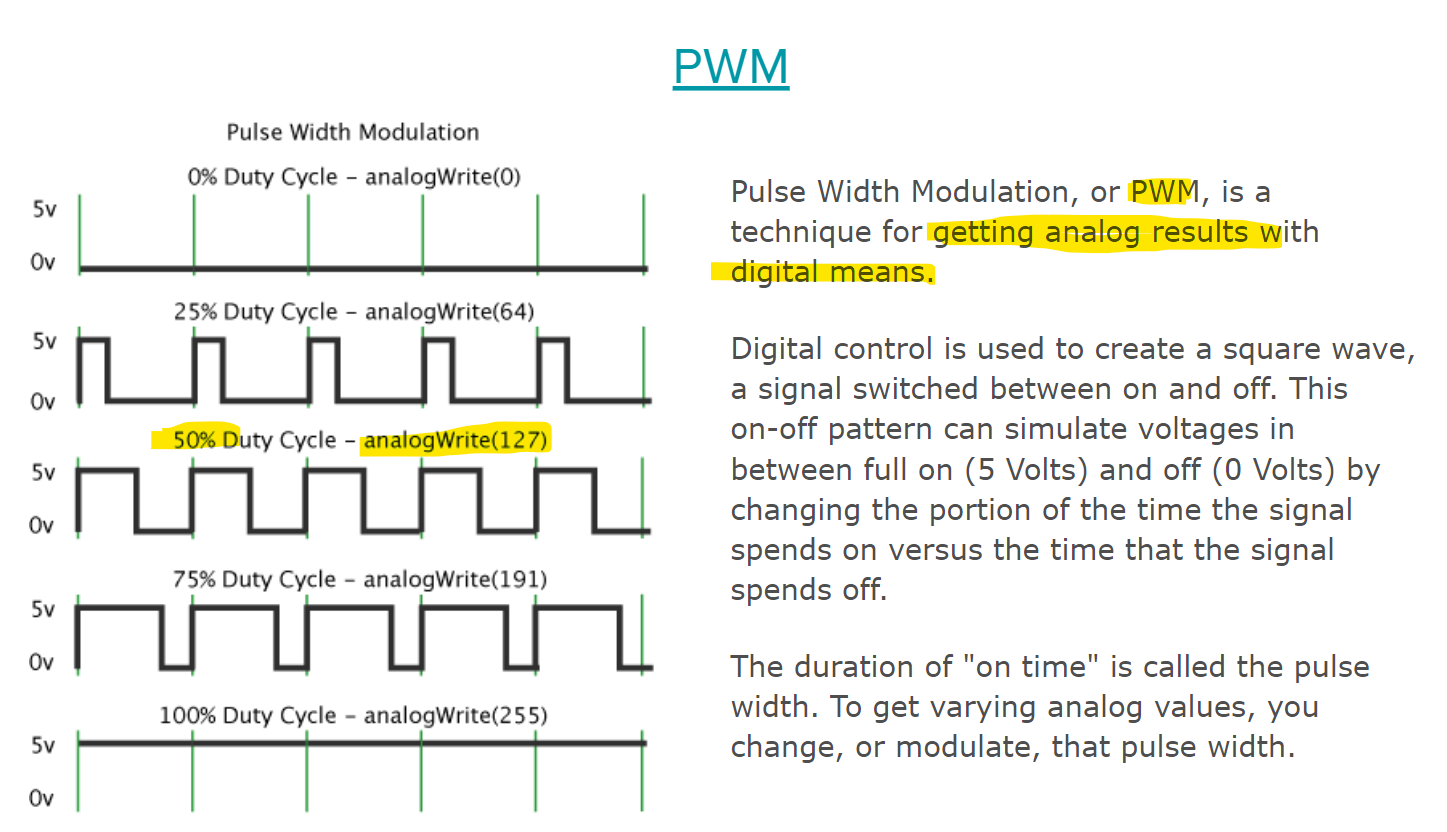 PWM
Pulse Width Modulation
0% Duty Cycle – analogWrite(0)
5v
0v
25% Duty Cycle – analogWrite(64)
5v
0v
50% Duty Cycle – analogWrite(127)
5v
0v
75% Duty Cycle – analogWrite(191)
5v
0v
100% Duty Cycle – analogWrite(255)
5v
0v
Pulse Width Modulation, or PWM, is a
technique for getting analog results with
digital means.
Digital control is used to create a square wave,
a signal switched between on and off. This
on-off pattern can simulate voltages in
between full on (5 Volts) and off (0 Volts) by
changing the portion of the time the signal
spends on versus the time that the signal
spends off.
The duration of "on time" is called the pulse
width. To get varying analog values, you
change, or modulate, that pulse width.